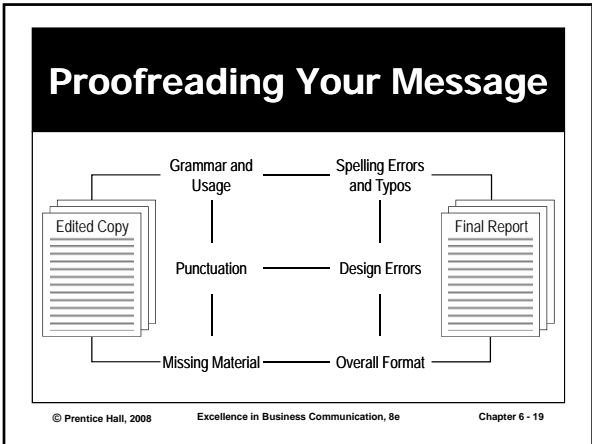 Proofreading Your Message
Grammar and
Usage
Spelling Errors
and Typos
Edited Copy
Final Report
Punctuation
Design Errors
Missing Material
Overall Format
© Prentice Hall, 2008
Excellence in Business Communication, 8e
Chapter 6 - 19